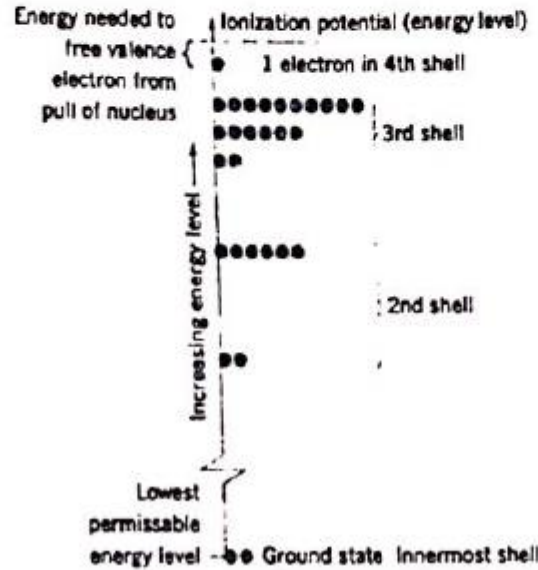 Energy needed to
free valence
electron from
pull of nucleus
Ionization potential (energy level)
1 electron in 4th shell
3rd shell
Increasing energy level
2nd shell
Lowest
permissable
energy level
Ground state Innermost shell